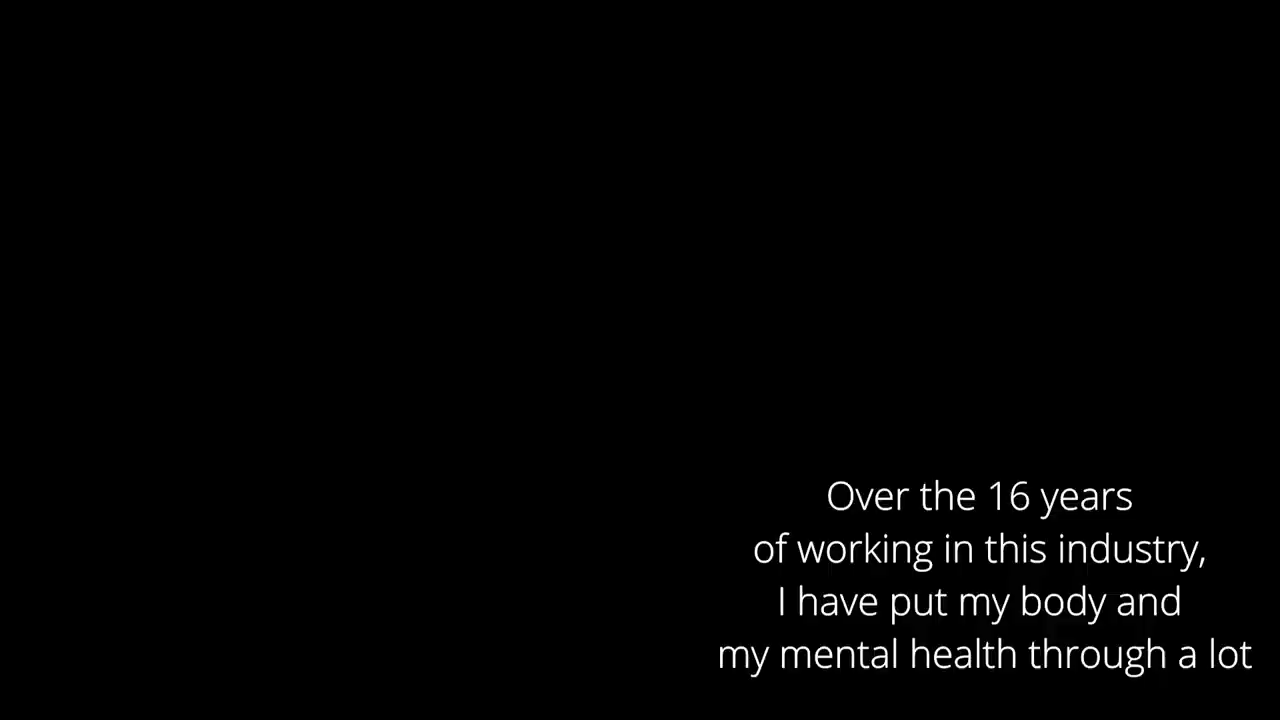 Over the 16 years
of working in this industry,
I have put my body and
my mental health through a lot